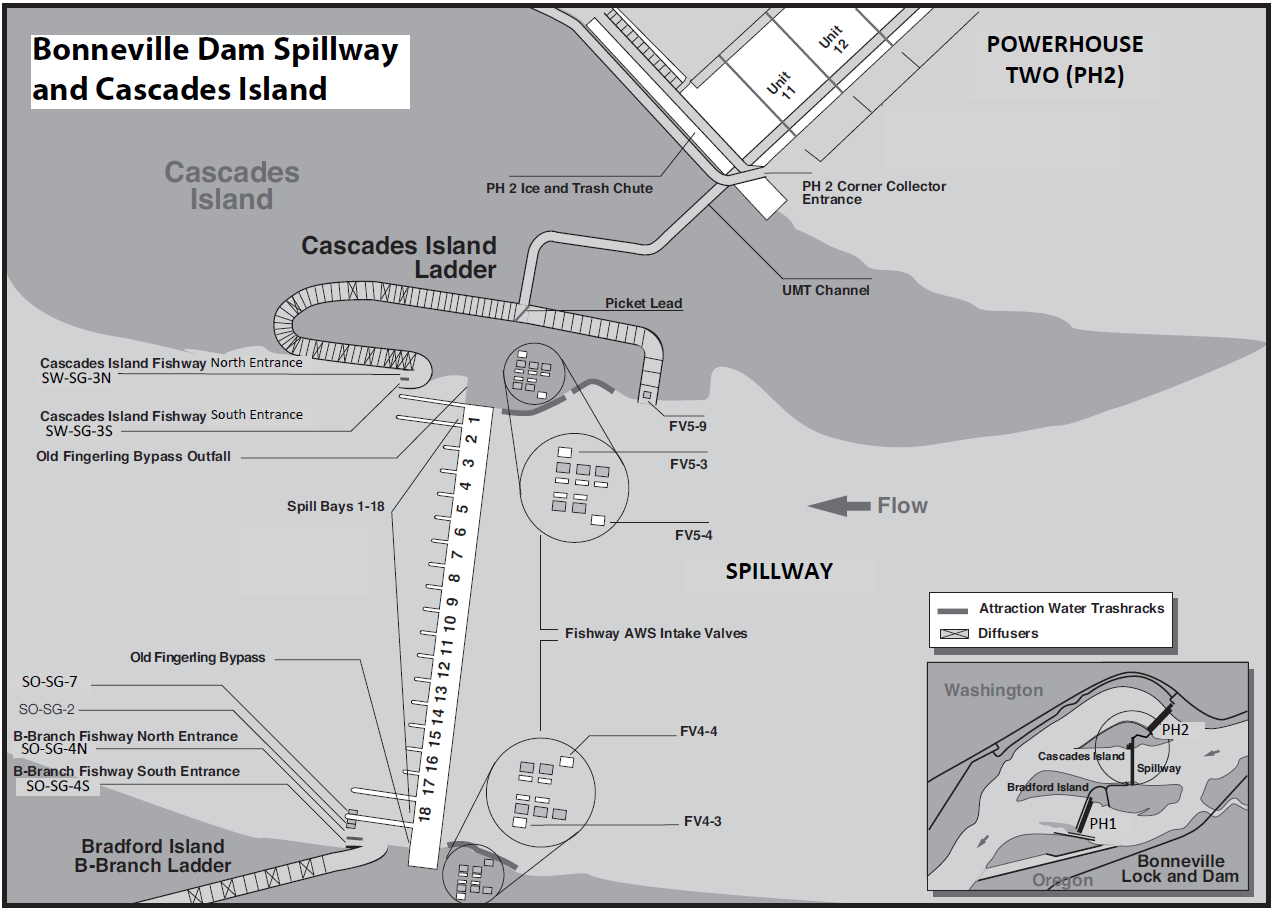 Bonneville Dam Spillway
and Cascades Island
POWERHOUSE
TWO (PH2)
Unit
12
Unit
11
Cascades
Island
PH 2 Ice and Trash Chute
PH 2 Corner Collector
Entrance
Cascades Island
Ladder
UMT Channel
Picket Lead
Cascades Island Fishway North Entrance
SW-SG-3N
Cascades Island Fishway South Entrance
SW-SG-3S
Old Fingerling Bypass Outfall
FV5-9
FV5-3
Spill Bays 1-18
Flow
FV5-4
SPILLWAY
1
2
3
4
5
6
7
8
9
10
11
12
13
14
15
16
17
18
Attraction Water Trashracks
Diffusers
Fishway AWS Intake Valves
Old Fingerling Bypass
SO-SG-7
SO-SG-2
B-Branch Fishway North Entrance
SO-SG-4N
B-Branch Fishway South Entrance
SO-SG-4S
FV4-4
FV4-3
Bradford Island
B-Branch Ladder
Washington
PH2
Cascades Island
Spillway
Bradford Island
PH1
Bonneville
Lock and Dam
Oregon